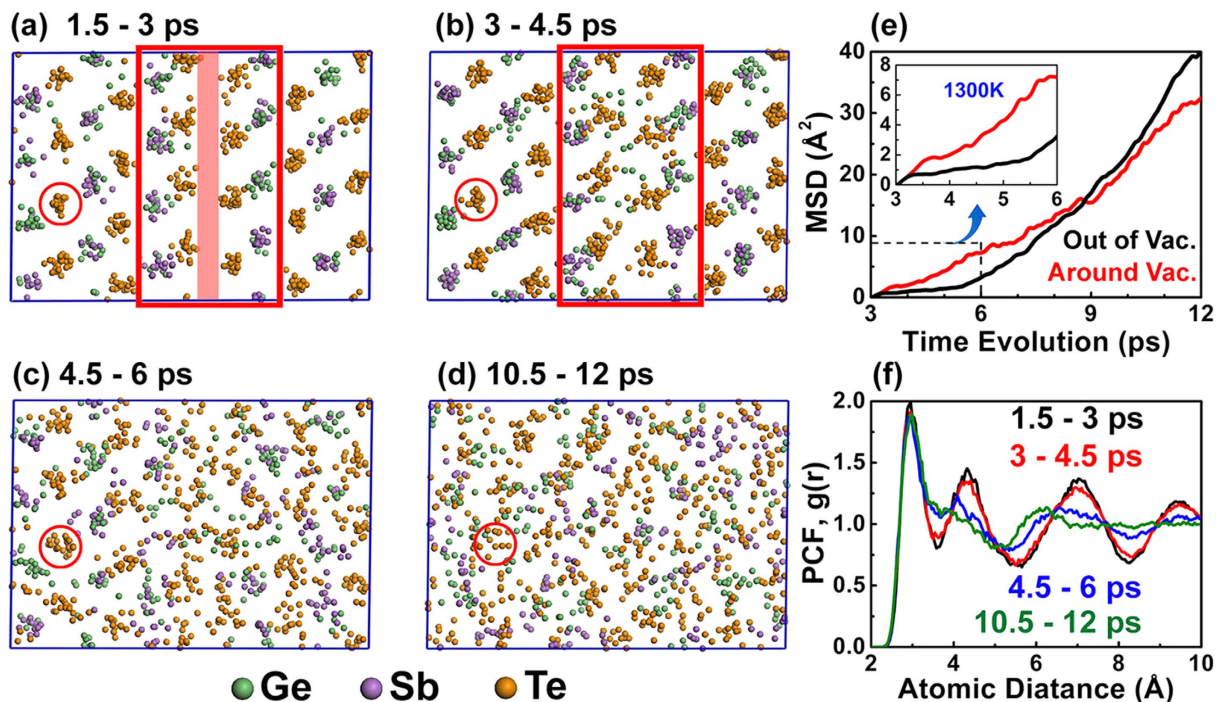 (a) 1.5 - 3 ps
(b) 3 - 4.5 ps
(c) 4.5 - 6 ps
(d) 10.5 - 12 ps
Ge Sb Te
(e)
MSD (Å²)
40
30
20
10
0
8
6
4
2
0
1300K
3 4 5 6
Out of Vac.
Around Vac.
3 6 9 12
Time Evolution (ps)
(f)
PCF, g(r)
2.0
1.5
1.0
0.5
0.0
1.5 - 3 ps
3 - 4.5 ps
4.5 - 6 ps
10.5 - 12 ps
2 4 6 8 10
Atomic Diatance (Å)